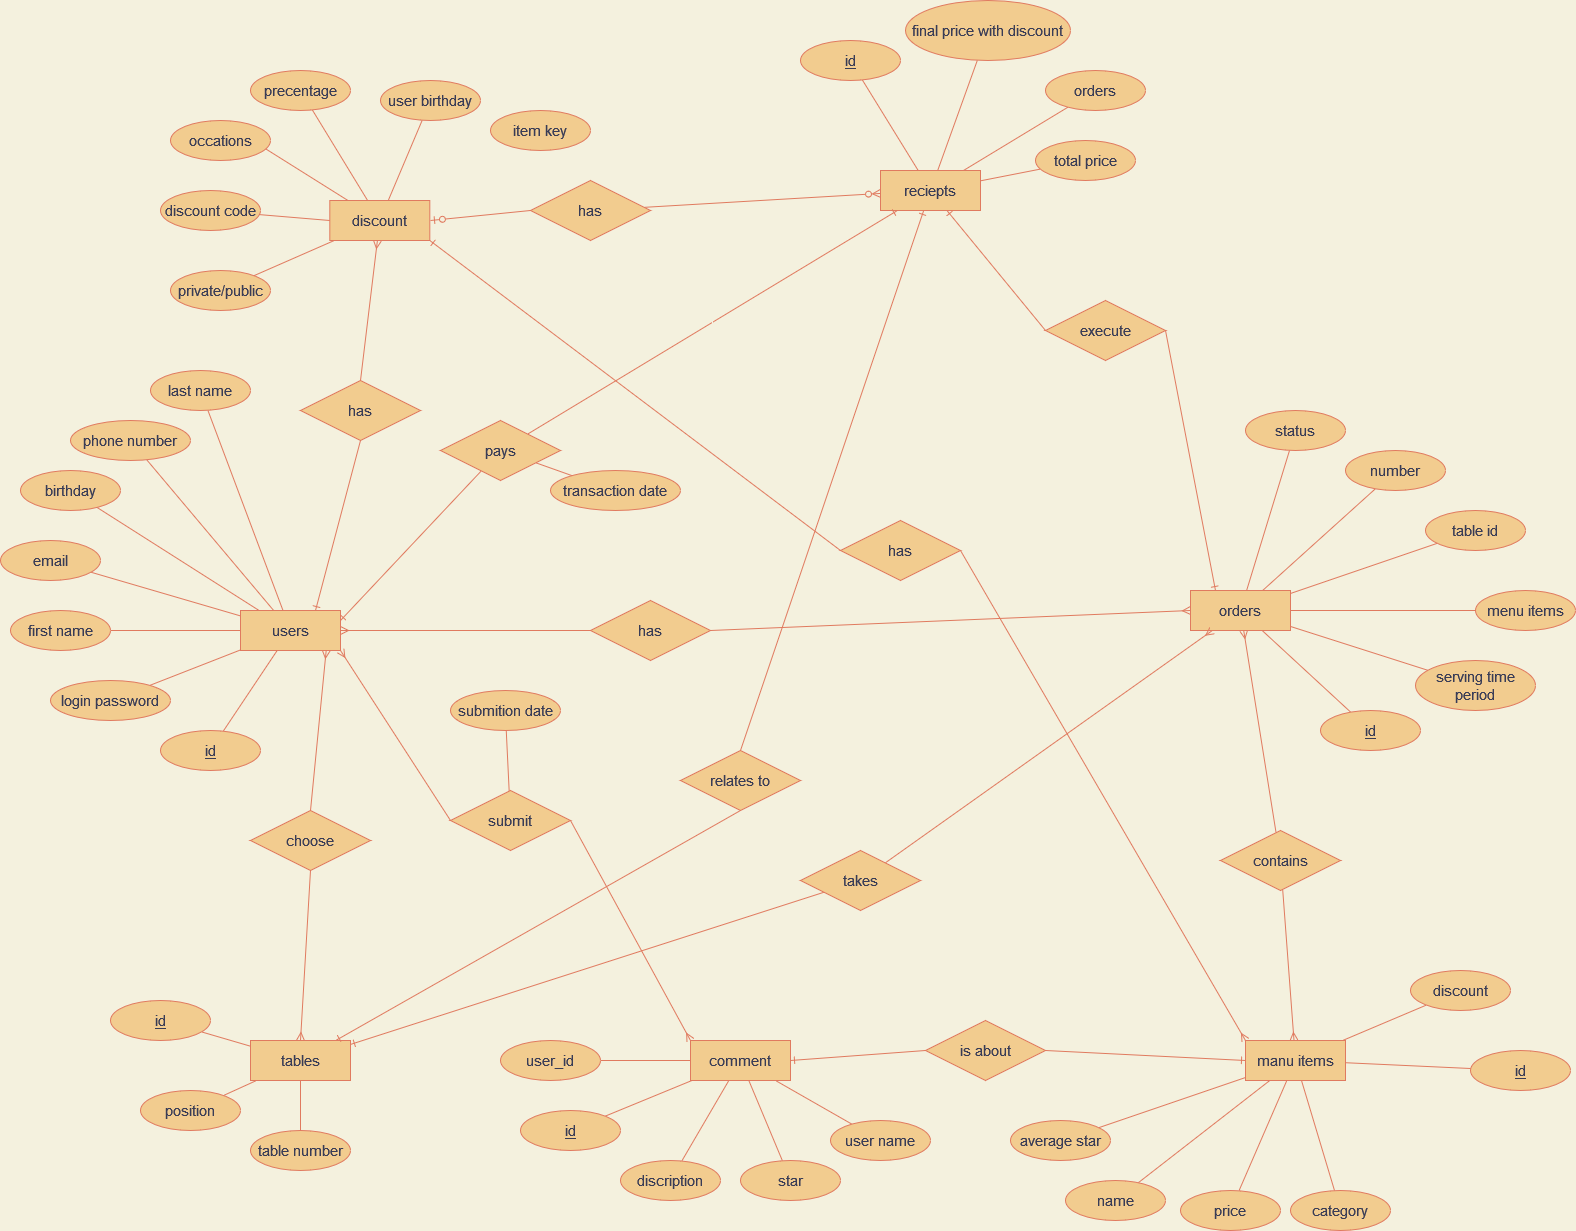 final price with discount
id
precentage
user birthday
orders
item key
occations
total price
reciepts
discount code
has
discount
private/public
execute
last name
has
status
phone number
pays
number
birthday
transaction date
table id
email
has
first name
users
has
orders
menu items
serving time
period
login password
submition date
id
id
relates to
submit
choose
takes
contains
discount
id
tables
user_id
comment
is about
manu items
id
position
id
user name
average star
table number
discription
star
name
price
category